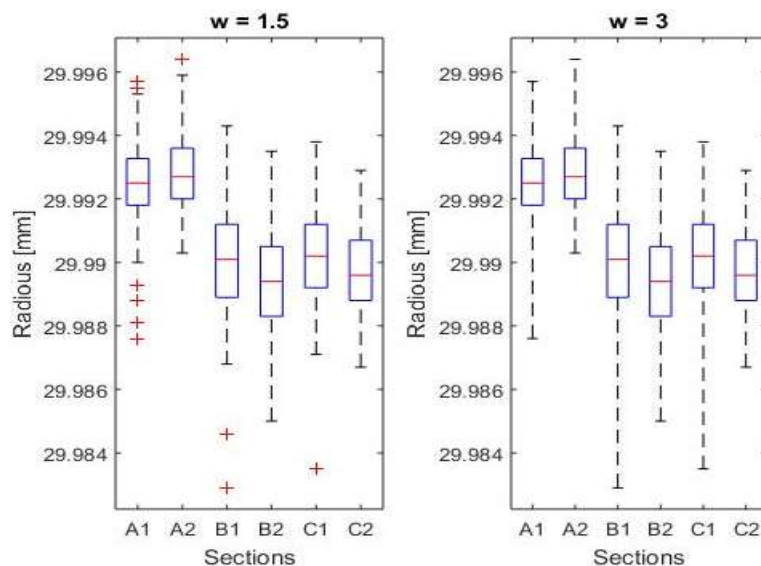 w = 1.5
29.996
29.994
29.992
29.99
29.988
29.986
29.984
Radious [mm]
A1 A2 B1 B2 C1 C2
Sections
w = 3
29.996
29.994
29.992
29.99
29.988
29.986
29.984
Radious [mm]
A1 A2 B1 B2 C1 C2
Sections